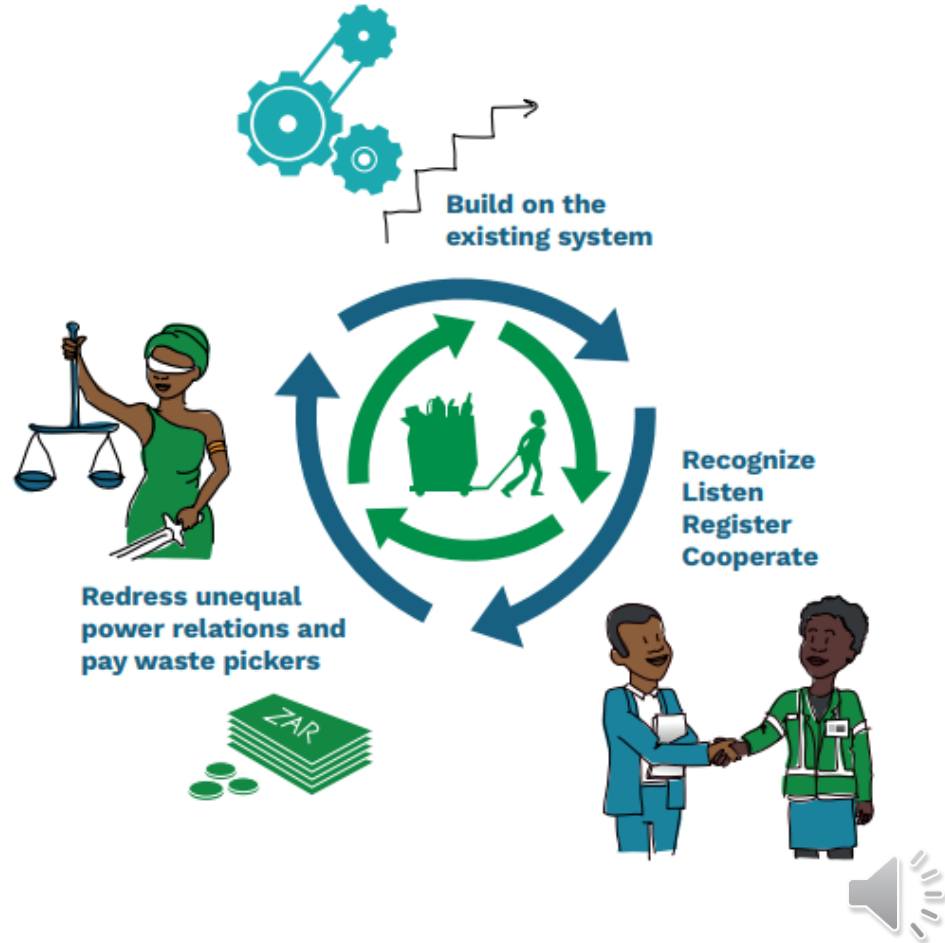 Build on the
existing system
Recognize
Listen
Register
Cooperate
Redress unequal
power relations and
pay waste pickers
ZAR